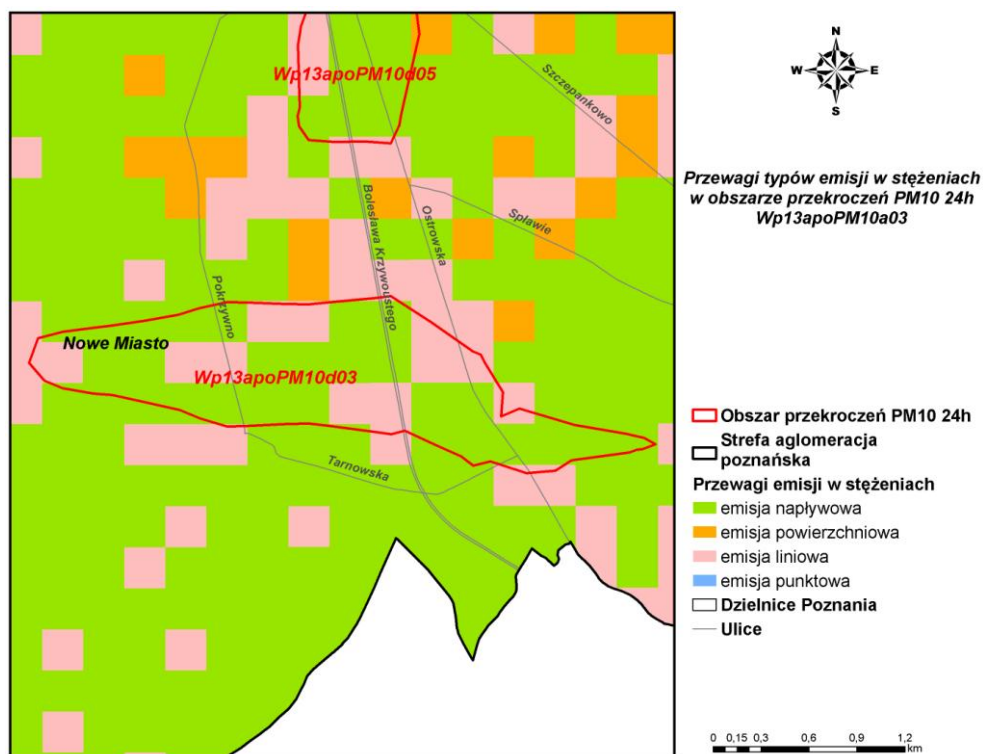 Wp13apoPM10d05
Szczepankowo
Bolesława Krzywoustego
Ostrowska
Spławie
Pokrzywno
Nowe Miasto
Wp13apoPM10d03
Tarnowska
N
W
E
S
Przewagi typów emisji w stężeniach
w obszarze przekroczeń PM10 24h
Wp13apoPM10a03
Obszar przekroczeń PM10 24h
Strefa aglomeracja
poznańska
Przewagi emisji w stężeniach
emisja napływowa
emisja powierzchniowa
emisja liniowa
emisja punktowa
Dzielnice Poznania
Ulice
0 0,15 0,3 0,6 0,9 1,2
km